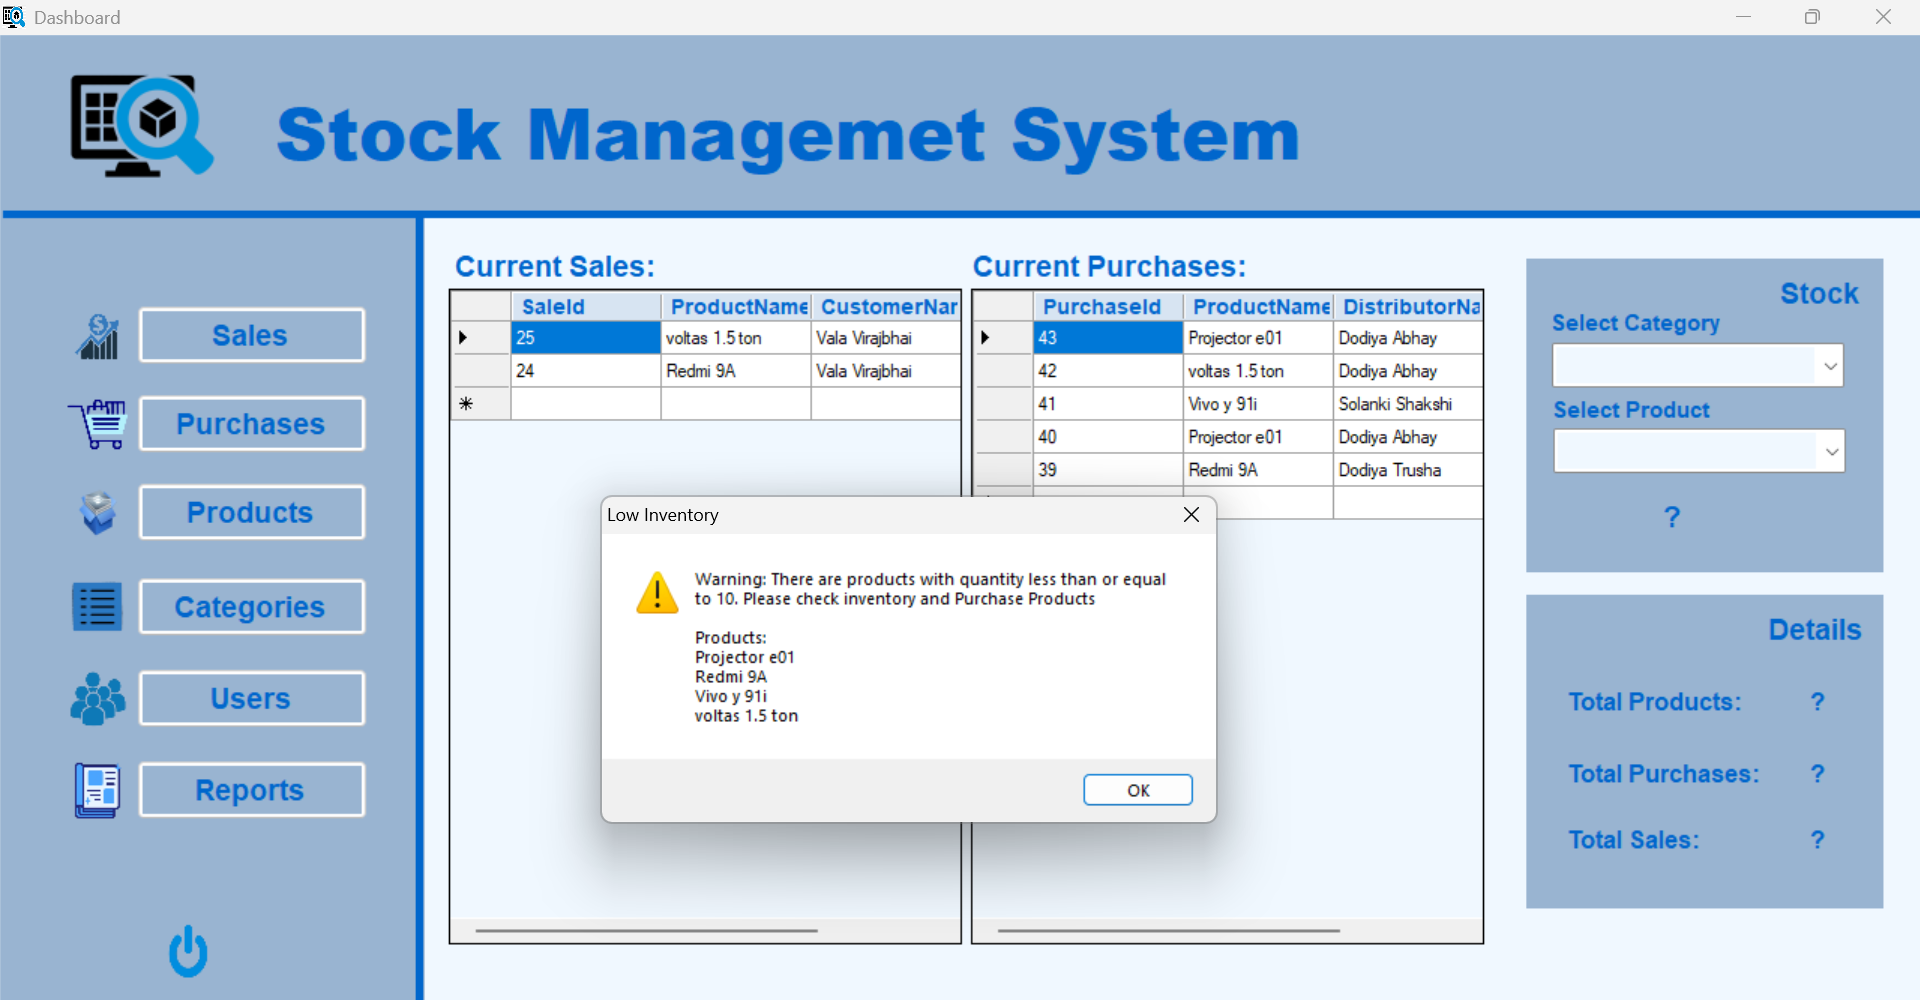 Dashboard
Stock Managemet System
Sales
Purchases
Products
Categories
Users
Reports
Current Sales:
SaleId ProductName CustomerNar
25 voltas 1.5 ton Vala Virajbhai
24 Redmi 9A Vala Virajbhai
Current Purchases:
PurchaseId ProductName DistributorNa
43 Projector e01 Dodiya Abhay
42 voltas 1.5 ton Dodiya Abhay
41 Vivo y 91i Solanki Shakshi
40 Projector e01 Dodiya Abhay
39 Redmi 9A Dodiya Trusha
Low Inventory
Warning: There are products with quantity less than or equal
to 10. Please check inventory and Purchase Products
Products:
Projector e01
Redmi 9A
Vivo y 91i
voltas 1.5 ton
OK
Stock
Select Category
Select Product
?
Details
Total Products: ?
Total Purchases: ?
Total Sales: ?